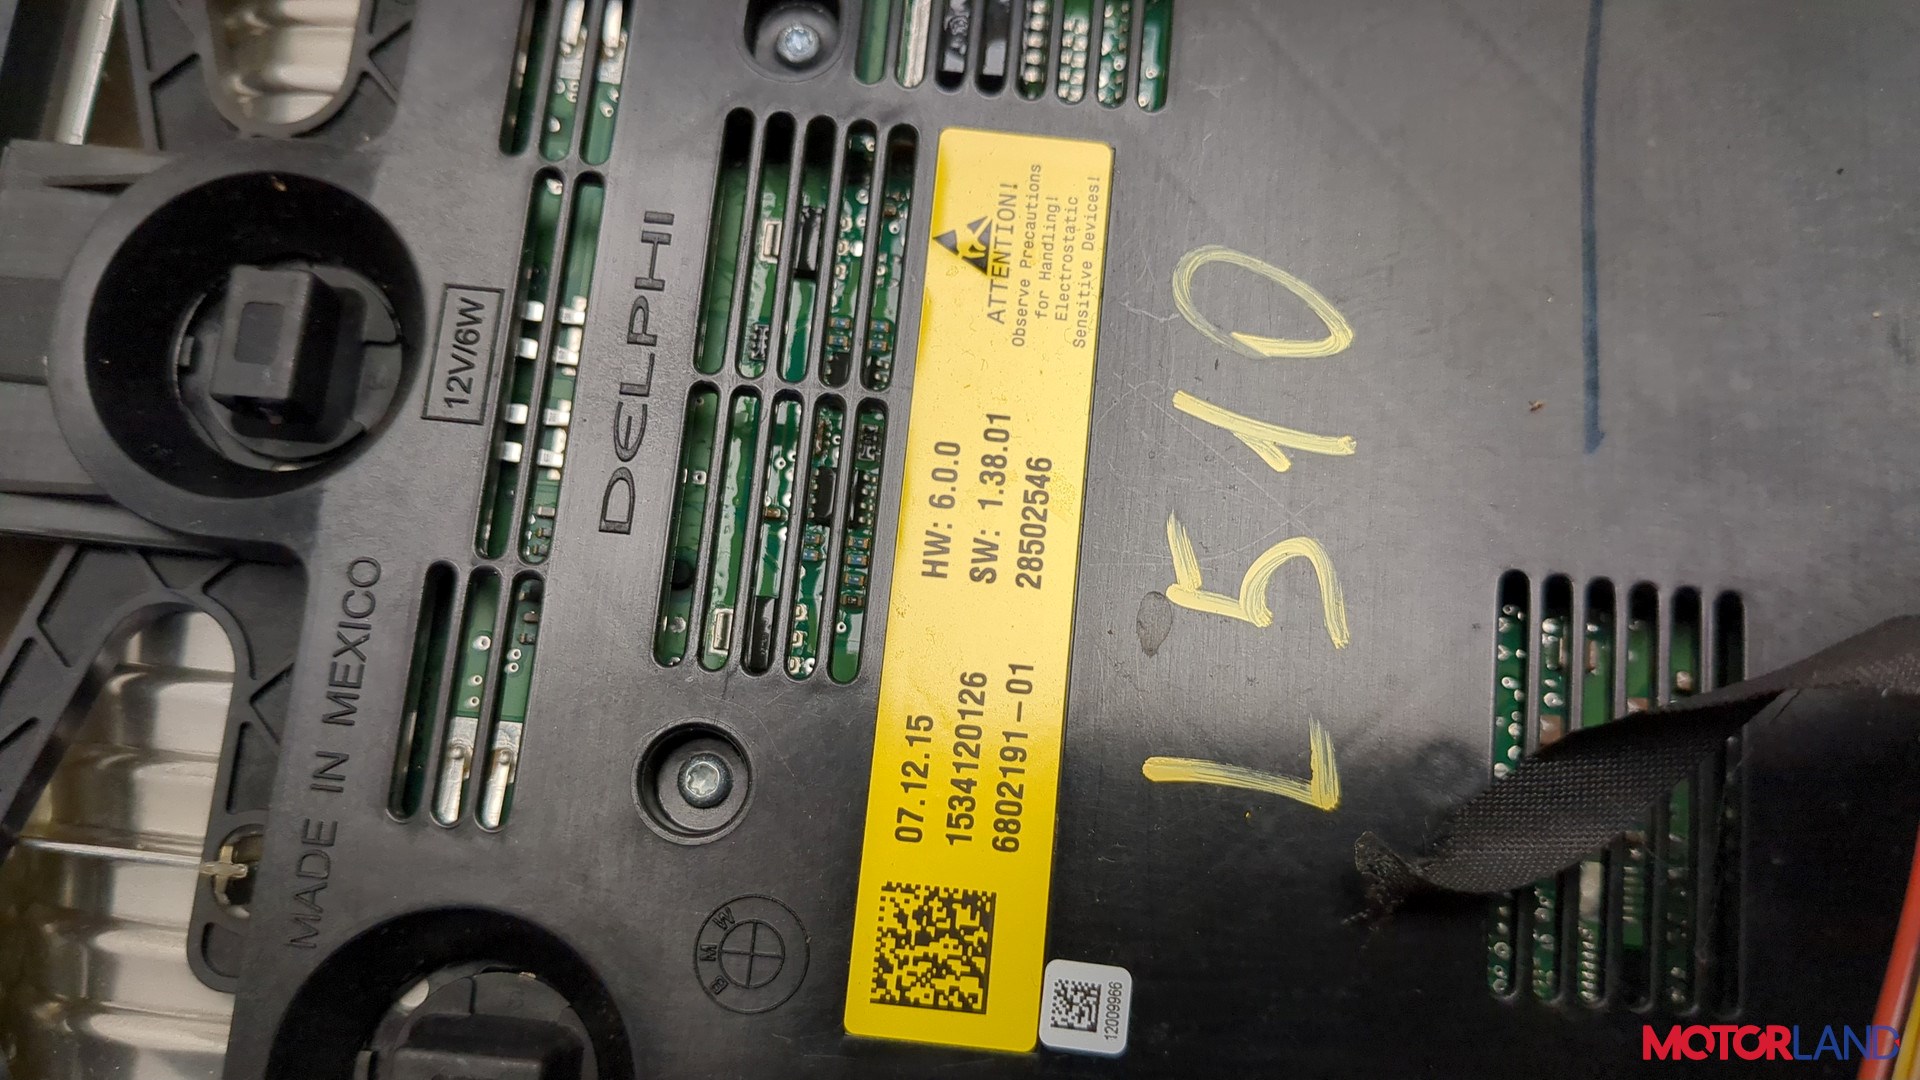 12V/6W
MADE IN MEXICO
DELPHI
BMW
ATTENTION!
Observe Precautions
for Handling!
Electrostatic
Sensitive Devices!
HW: 6.0.0
SW: 1.38.01
28502546
07.12.15
1534120126
6802191-01
12009966
L510
MOTORLAND